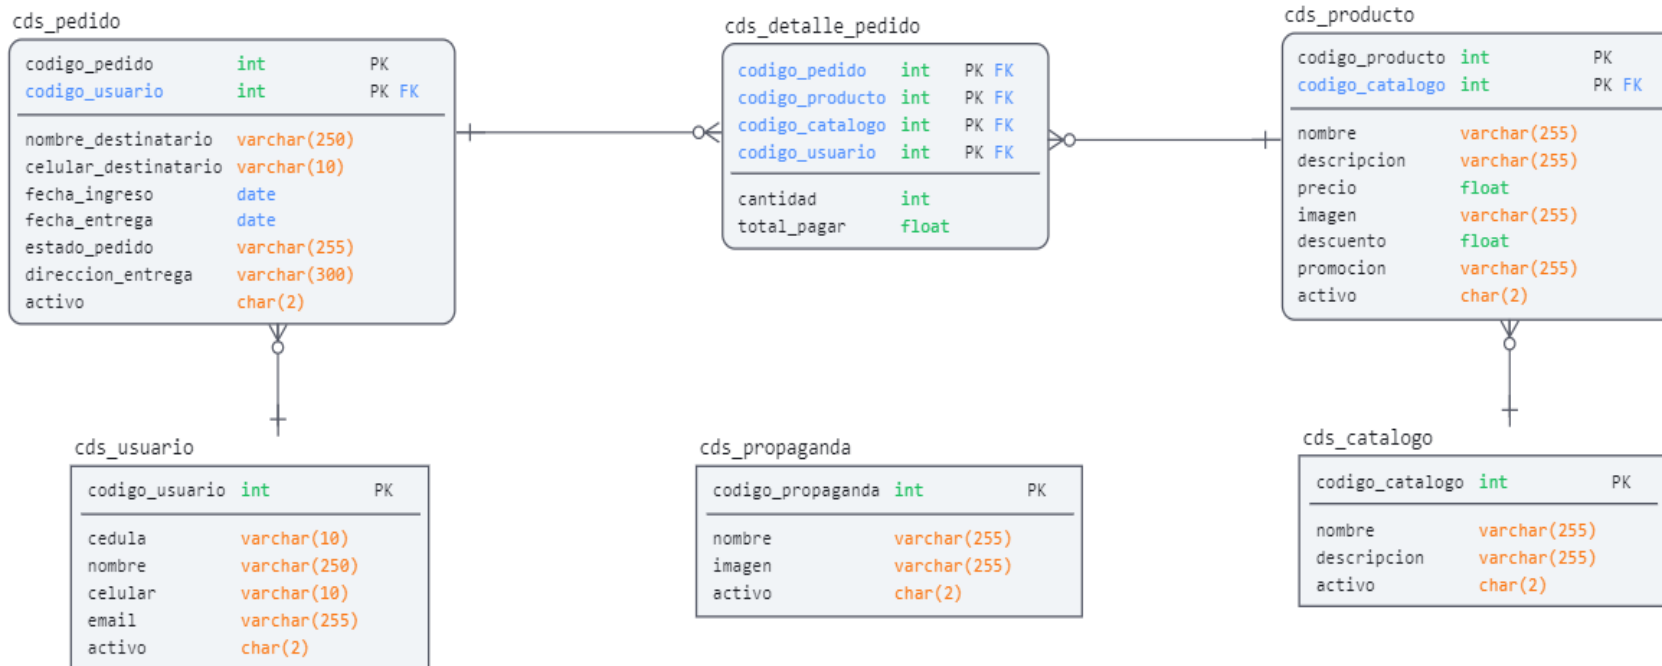 cds_pedido
codigo_pedido int PK
codigo_usuario int PK FK
nombre_destinatario varchar(250)
celular_destinatario varchar(10)
fecha_ingreso date
fecha_entrega date
estado_pedido varchar(255)
direccion_entrega varchar(300)
activo char(2)
cds_detalle_pedido
codigo_pedido int PK FK
codigo_producto int PK FK
codigo_catalogo int PK FK
codigo_usuario int PK FK
cantidad int
total_pagar float
cds_producto
codigo_producto int PK
codigo_catalogo int PK FK
nombre varchar(255)
descripcion varchar(255)
precio float
imagen varchar(255)
descuento float
promocion varchar(255)
activo char(2)
cds_usuario
codigo_usuario int PK
cedula varchar(10)
nombre varchar(250)
celular varchar(10)
email varchar(255)
activo char(2)
cds_propaganda
codigo_propaganda int PK
nombre varchar(255)
imagen varchar(255)
activo char(2)
cds_catalogo
codigo_catalogo int PK
nombre varchar(255)
descripcion varchar(255)
activo char(2)